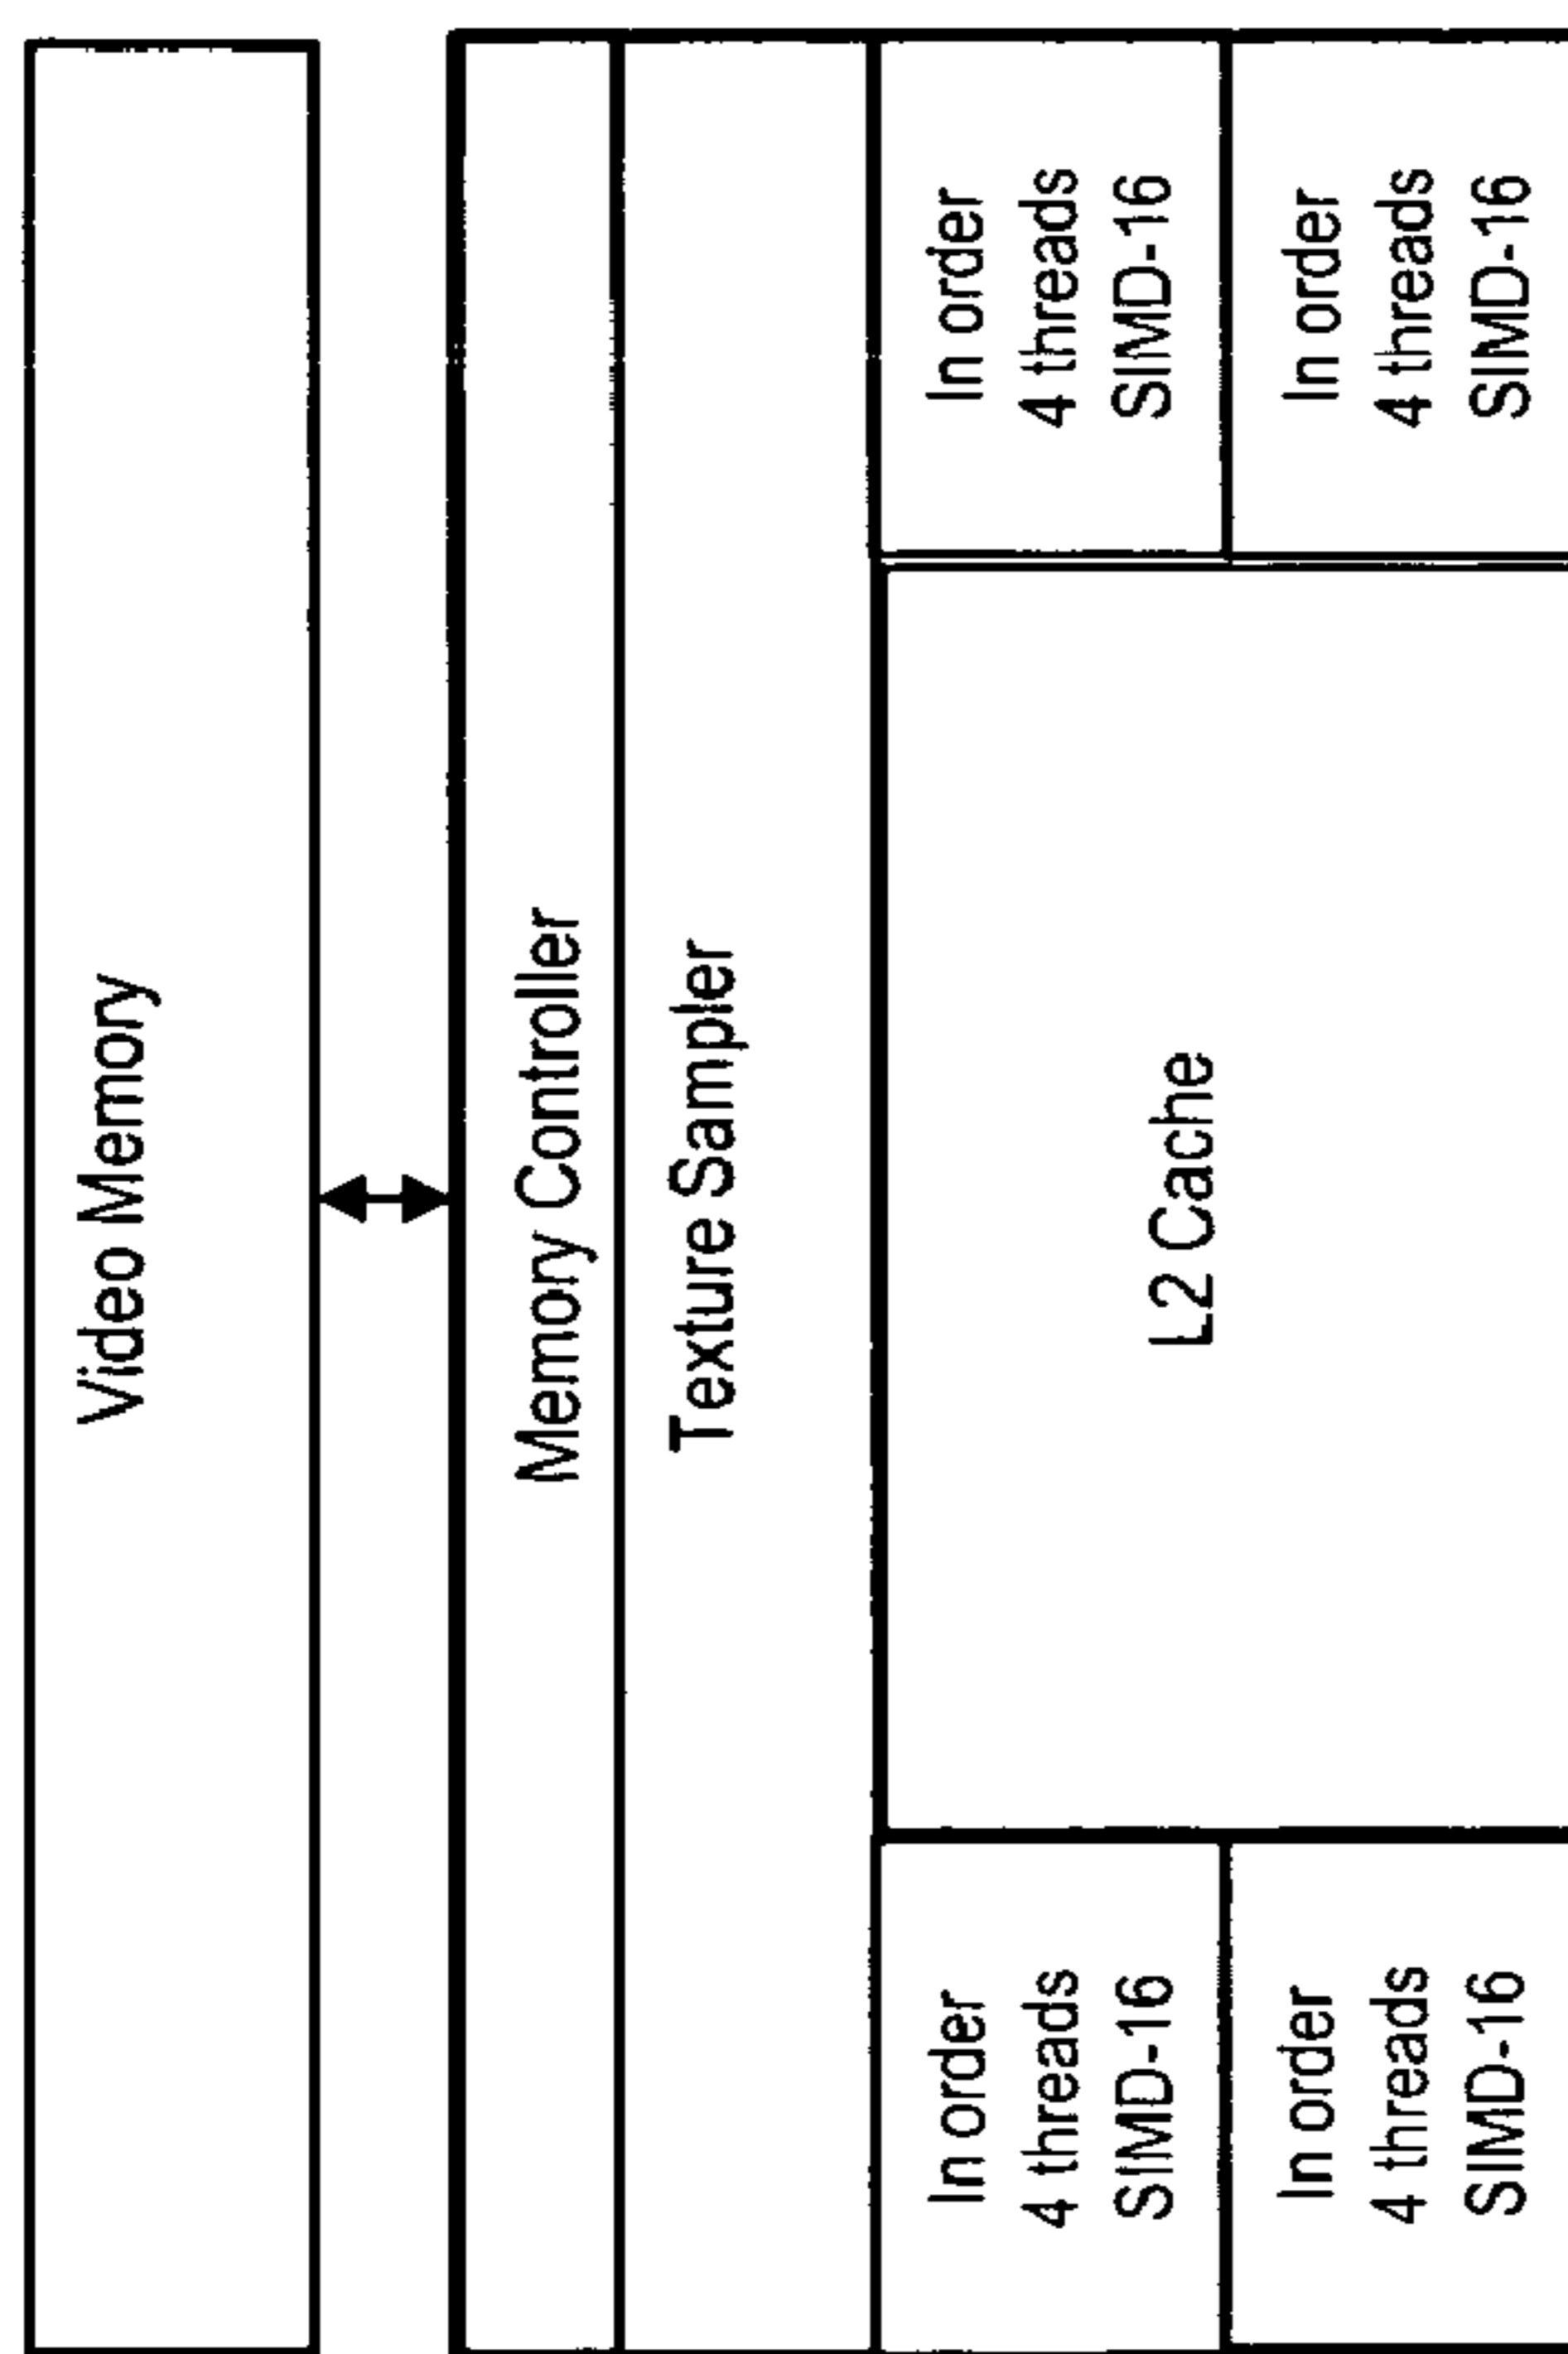 Video Memory
Memory Controller
Texture Sampler
In order
4 threads
SIMD-16
L2 Cache
In order
4 threads
SIMD-16
In order
4 threads
SIMD-16
In order
4 threads
SIMD-16